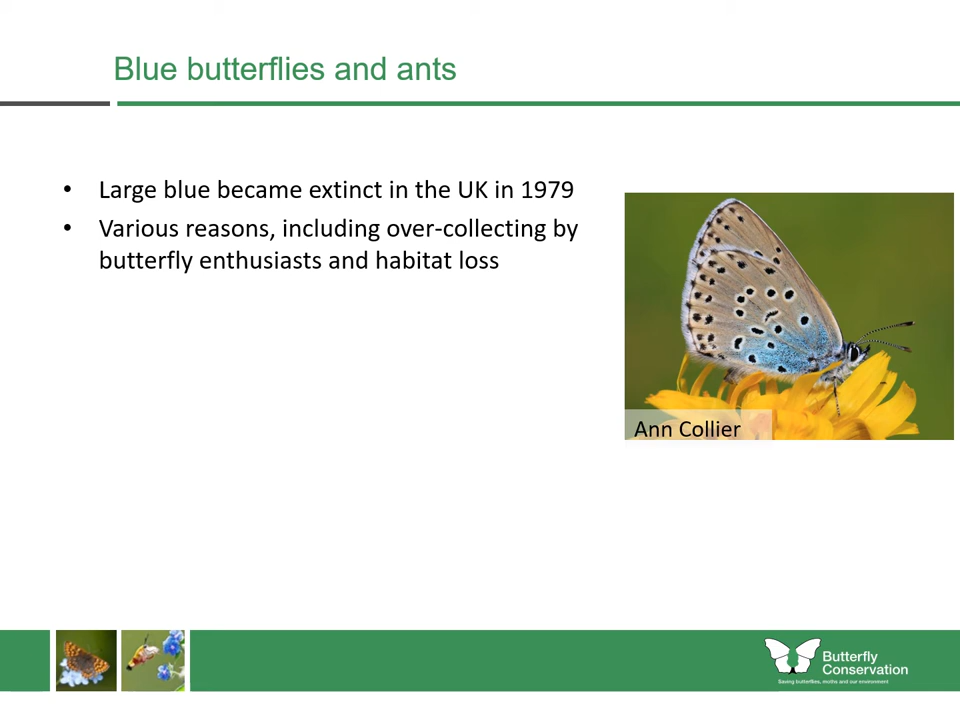 Blue butterflies and ants
• Large blue became extinct in the UK in 1979
• Various reasons, including over-collecting by
butterfly enthusiasts and habitat loss
Ann Collier
Butterfly
Conservation
Saving butterflies, moths and our environment